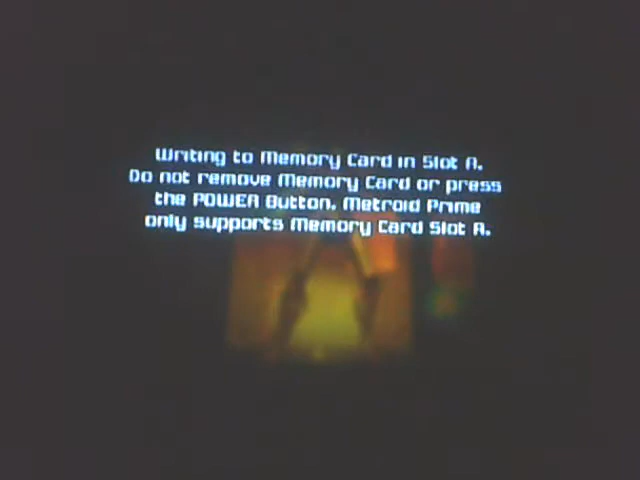 Writing to Memory Card in Slot A.
Do not remove Memory Card or press
the POWER Button. Metroid Prime
only supports Memory Card Slot A.